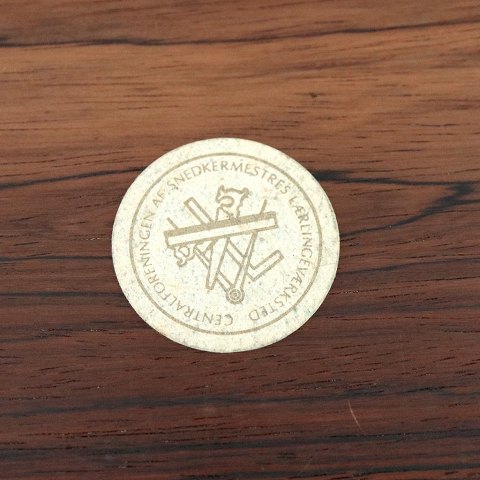 CENTRALFORENINGEN AF SNEDKERMESTRES LÆRLINGEVÆRKSTED